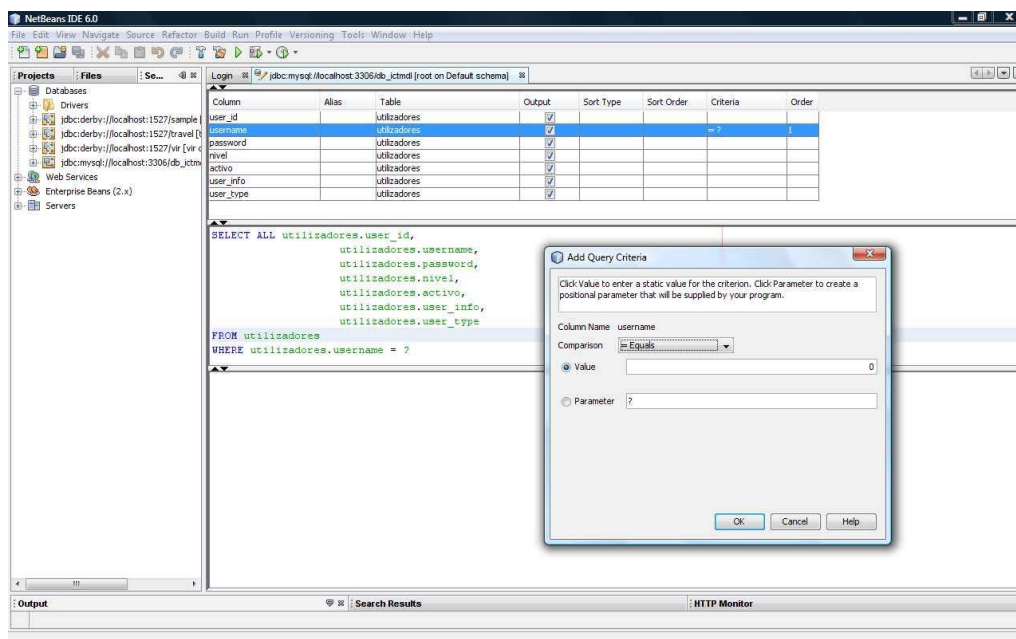 NetBeans IDE 6.0
File Edit View Navigate Source Refactor Build Run Profile Versioning Tools Window Help
Projects Files Se...
Databases
Drivers
jdbc:derby://localhost:1527/sample
jdbc:derby://localhost:1527/travel [t
jdbc:derby://localhost:1527/vir [vir
jdbc:mysql://localhost:3306/db_ictm
Web Services
Enterprise Beans (2.x)
Servers
Login jdbc:mysql://localhost:3306/db_ictmdl [root on Default schema]
Column Alias Table Output Sort Type Sort Order Criteria Order
user_id utilizadores
username utilizadores = ? 1
password utilizadores
nivel utilizadores
activo utilizadores
user_info utilizadores
user_type utilizadores
SELECT ALL utilizadores.user_id,
utilizadores.username,
utilizadores.password,
utilizadores.nivel,
utilizadores.activo,
utilizadores.user_info,
utilizadores.user_type
FROM utilizadores
WHERE utilizadores.username = ?
Add Query Criteria
Click Value to enter a static value for the criterion. Click Parameter to create a
positional parameter that will be supplied by your program.
Column Name username
Comparison = Equals
Value 0
Parameter ?
OK Cancel Help
Output Search Results HTTP Monitor